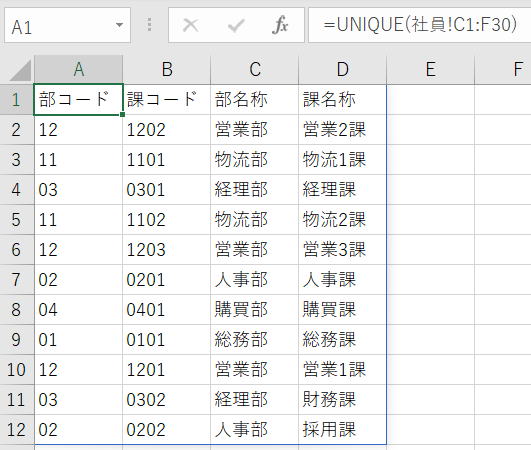 A1 fx =UNIQUE(社員!C1:F30)
A B C D E F
1 部コード 課コード 部名称 課名称
2 12 1202 営業部 営業2課
3 11 1101 物流部 物流1課
4 03 0301 経理部 経理課
5 11 1102 物流部 物流2課
6 12 1203 営業部 営業3課
7 02 0201 人事部 人事課
8 04 0401 購買部 購買課
9 01 0101 総務部 総務課
10 12 1201 営業部 営業1課
11 03 0302 経理部 財務課
12 02 0202 人事部 採用課